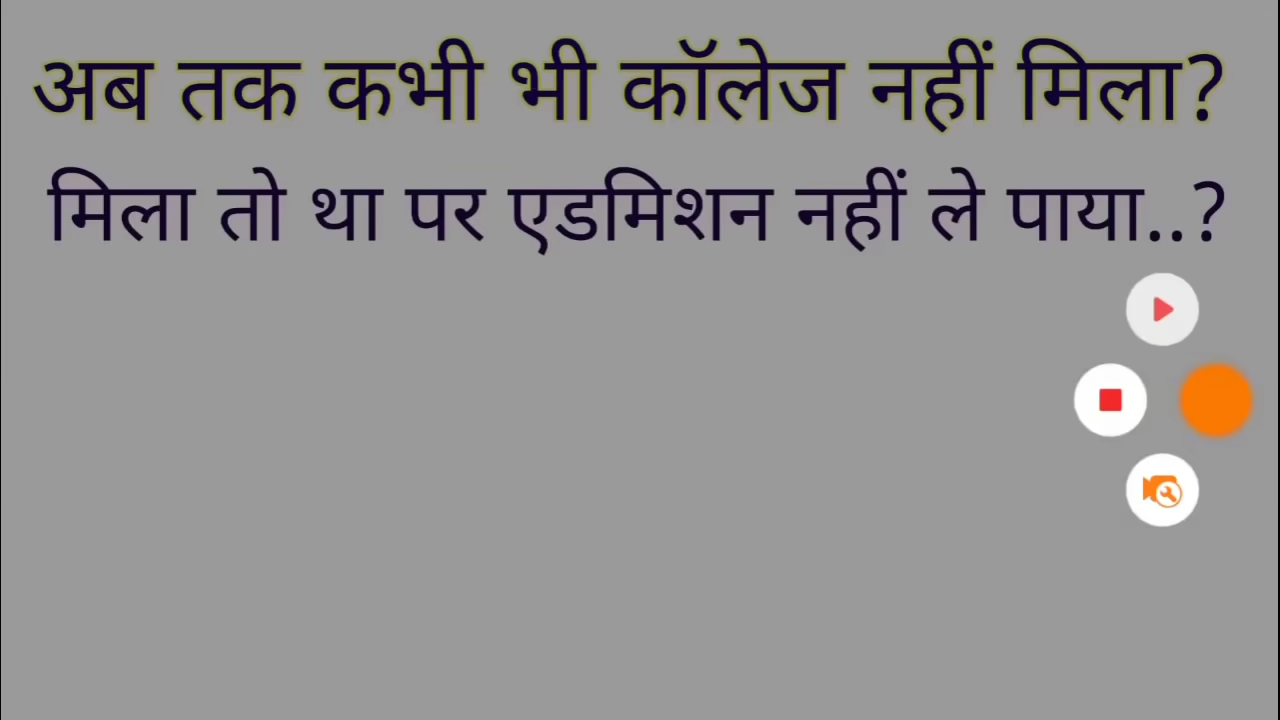 अब तक कभी भी कॉलेज नहीं मिला?
मिला तो था पर एडमिशन नहीं ले पाया..?